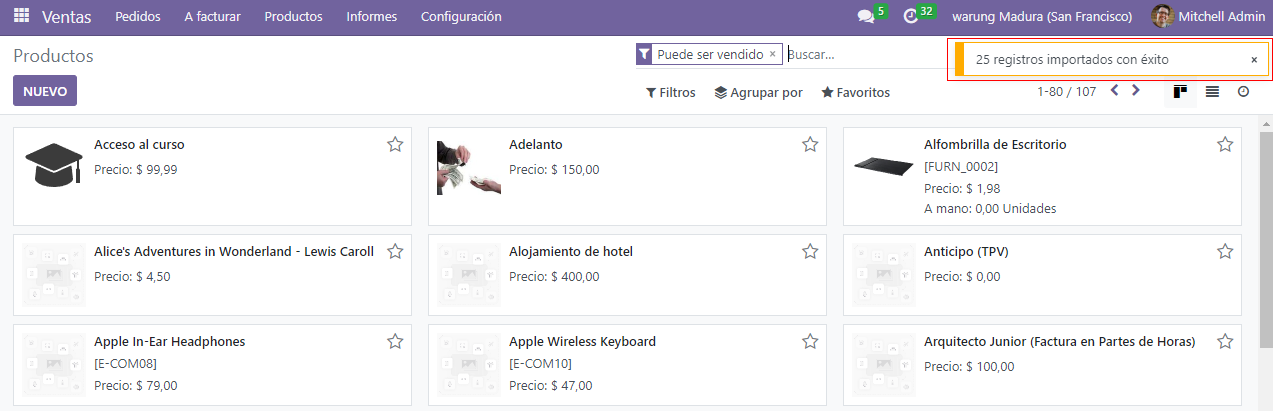 Ventas Pedidos A facturar Productos Informes Configuración 5 32 warung Madura (San Francisco) Mitchell Admin
Productos Puede ser vendido × Buscar... 25 registros importados con éxito ×
NUEVO Filtros Agrupar por Favoritos 1-80 / 107
Acceso al curso
Precio: $ 99,99
Adelanto
Precio: $ 150,00
Alfombrilla de Escritorio
[FURN_0002]
Precio: $ 1,98
A mano: 0,00 Unidades
Alice's Adventures in Wonderland - Lewis Caroll
Precio: $ 4,50
Alojamiento de hotel
Precio: $ 400,00
Anticipo (TPV)
Precio: $ 0,00
Apple In-Ear Headphones
[E-COM08]
Precio: $ 79,00
Apple Wireless Keyboard
[E-COM10]
Precio: $ 47,00
Arquitecto Junior (Factura en Partes de Horas)
Precio: $ 100,00